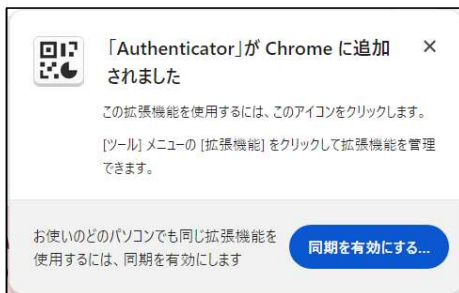 「Authenticator」が Chrome に追加
されました
この拡張機能を使用するには、このアイコンをクリックします。
[ツール] メニューの [拡張機能] をクリックして拡張機能を管理
できます。
お使いのどのパソコンでも同じ拡張機能を
使用するには、同期を有効にします
同期を有効にする...